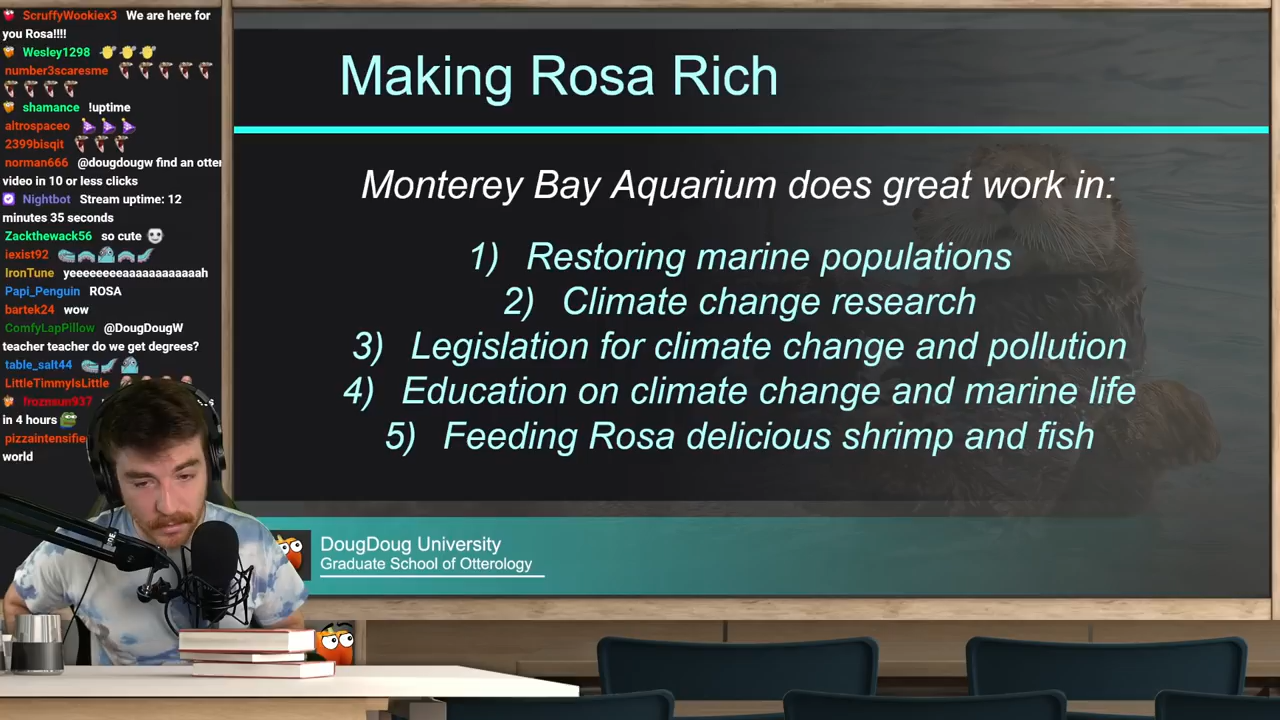 ScruffyWookiex3 We are here for
you Rosa!!!!
Wesley1298
number3scaresme
shamance !uptime
altrospaceo
2399bisqit
norman666 @dougdougw find an otter
video in 10 or less clicks
Nightbot Stream uptime: 12
minutes 35 seconds
Zackthewack56 so cute
iexist92
IronTune yeeeeeeeaaaaaaaaaaah
Papi_Penguin ROSA
bartek24 wow
ComfyLapPillow @DougDougW
teacher teacher do we get degrees?
table_salt44
LittleTimmyIsLittle
frozmsun937
in 4 hours
pizzaintensifie
world
Making Rosa Rich
Monterey Bay Aquarium does great work in:
1) Restoring marine populations
2) Climate change research
3) Legislation for climate change and pollution
4) Education on climate change and marine life
5) Feeding Rosa delicious shrimp and fish
DougDoug University
Graduate School of Otterology